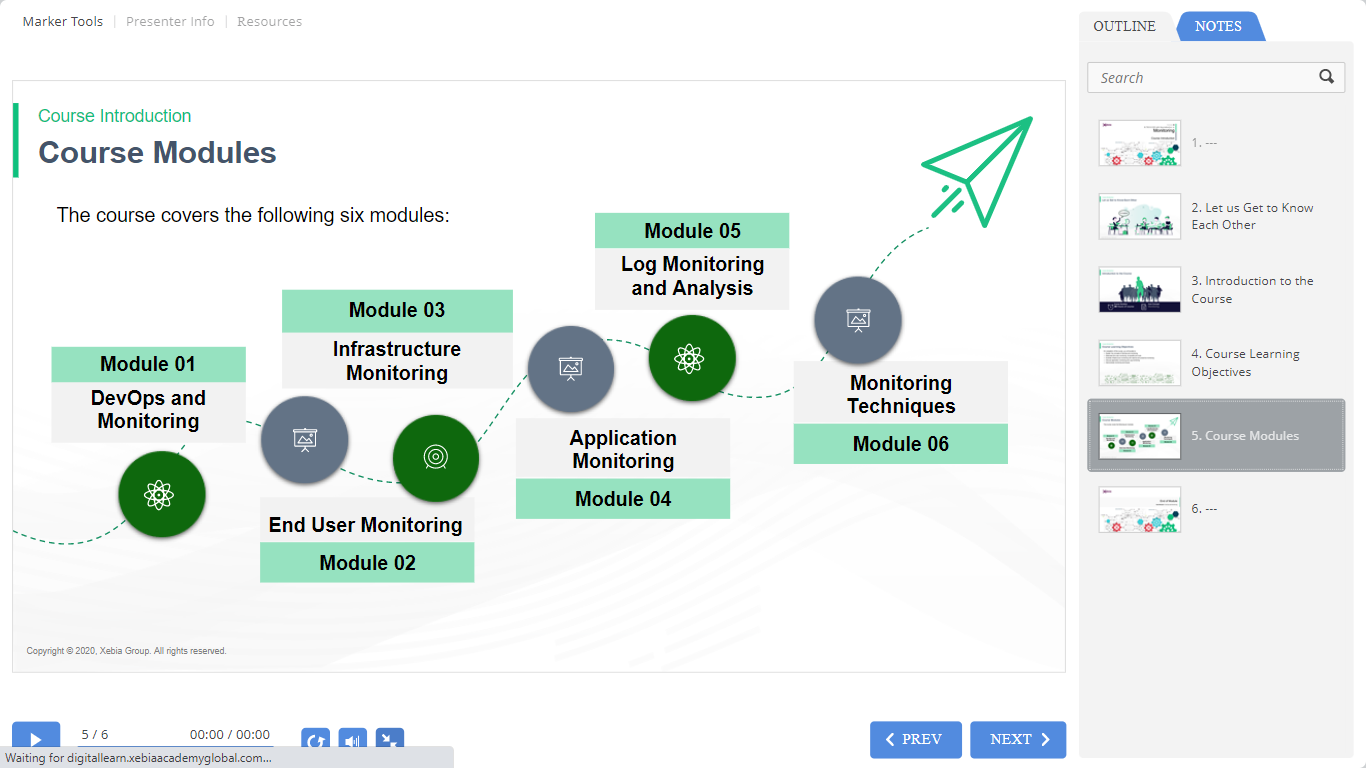 Marker Tools
Presenter Info
Resources
OUTLINE
NOTES
Search
Course Introduction
Course Modules
The course covers the following six modules:
Module 01
DevOps and
Monitoring
End User Monitoring
Module 02
Module 03
Infrastructure
Monitoring
Application
Monitoring
Module 04
Module 05
Log Monitoring
and Analysis
Monitoring
Techniques
Module 06
Copyright © 2020, Xebia Group. All rights reserved.
1. ---
2. Let us Get to Know
Each Other
3. Introduction to the
Course
4. Course Learning
Objectives
5. Course Modules
6. ---
5 / 6
00:00 / 00:00
PREV
NEXT
Waiting for digitallearn.xebiaacademyglobal.com...